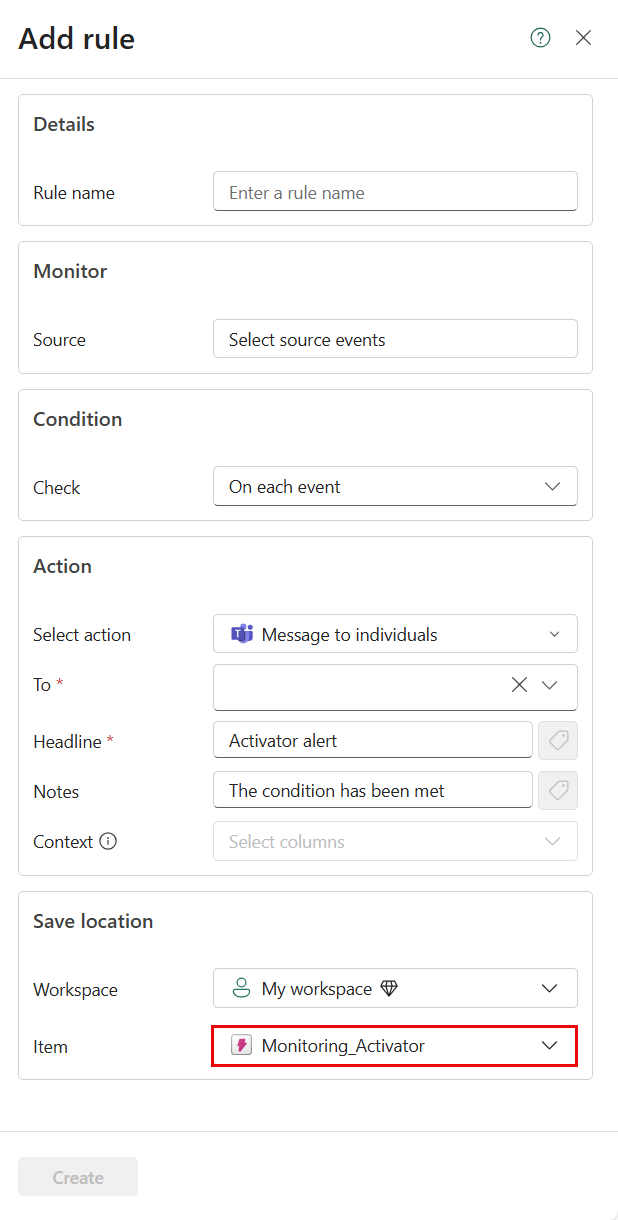 Add rule
Details
Rule name Enter a rule name
Monitor
Source Select source events
Condition
Check On each event
Action
Select action Message to individuals
To *
Headline * Activator alert
Notes The condition has been met
Context Select columns
Save location
Workspace My workspace
Item Monitoring_Activator
Create